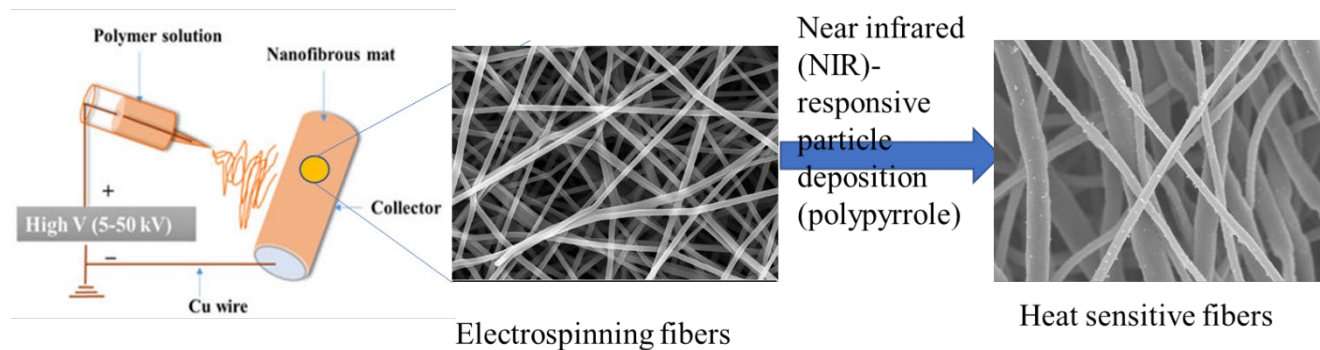 Polymer solution
Nanofibrous mat
+
High V (5-50 kV)
−
Collector
Cu wire
Electrospinning fibers
Near infrared
(NIR)-
responsive
particle
deposition
(polypyrrole)
Heat sensitive fibers